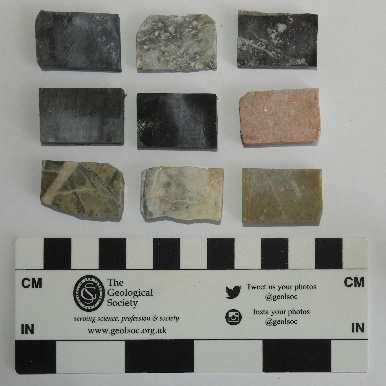 CM
CM
The
Geological
Society
serving science, profession & society
www.geolsoc.org.uk
Tweet us your photos
@geolsoc
Insta your photos
@geolsoc
IN
IN